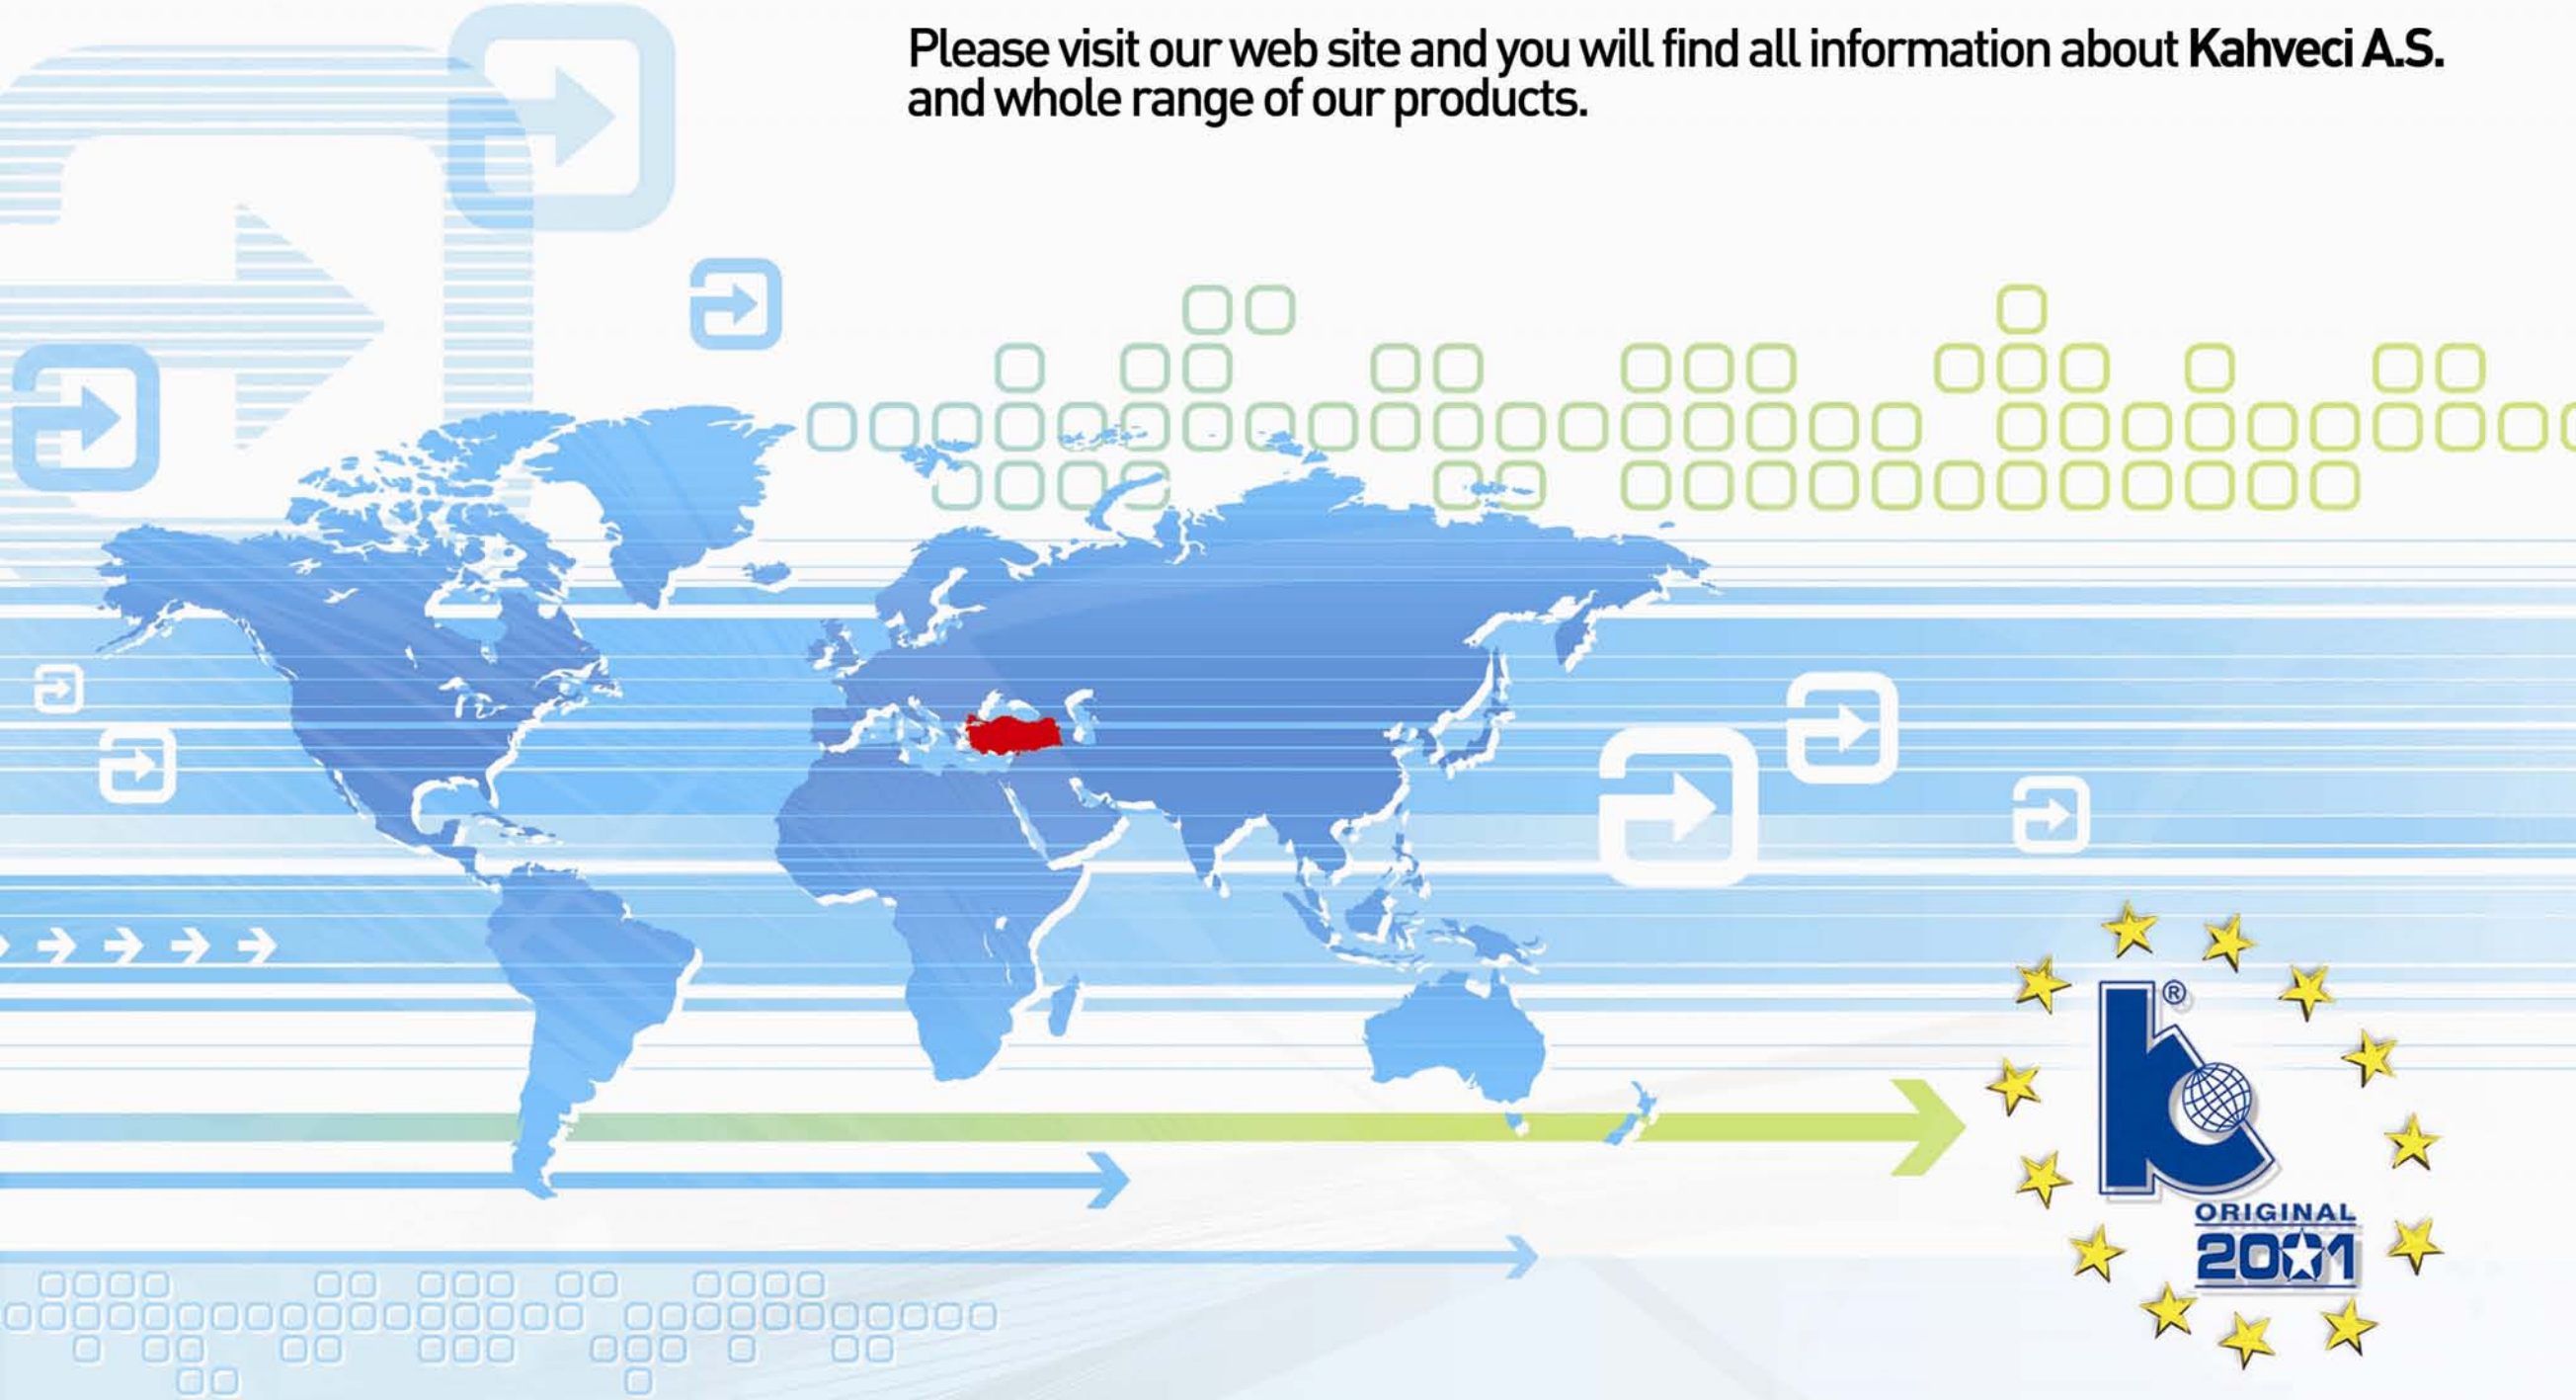 Please visit our web site and you will find all information about Kahveci A.S.
and whole range of our products.
k®
ORIGINAL
2001